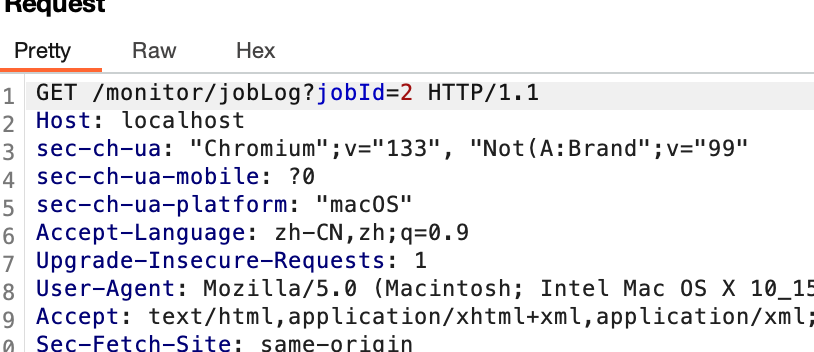 Request
Pretty Raw Hex
1 GET /monitor/jobLog?jobId=2 HTTP/1.1
2 Host: localhost
3 sec-ch-ua: "Chromium";v="133", "Not(A:Brand";v="99"
4 sec-ch-ua-mobile: ?0
5 sec-ch-ua-platform: "macOS"
6 Accept-Language: zh-CN,zh;q=0.9
7 Upgrade-Insecure-Requests: 1
8 User-Agent: Mozilla/5.0 (Macintosh; Intel Mac OS X 10_15
9 Accept: text/html,application/xhtml+xml,application/xml;
0 Sec-Fetch-Site: same-origin